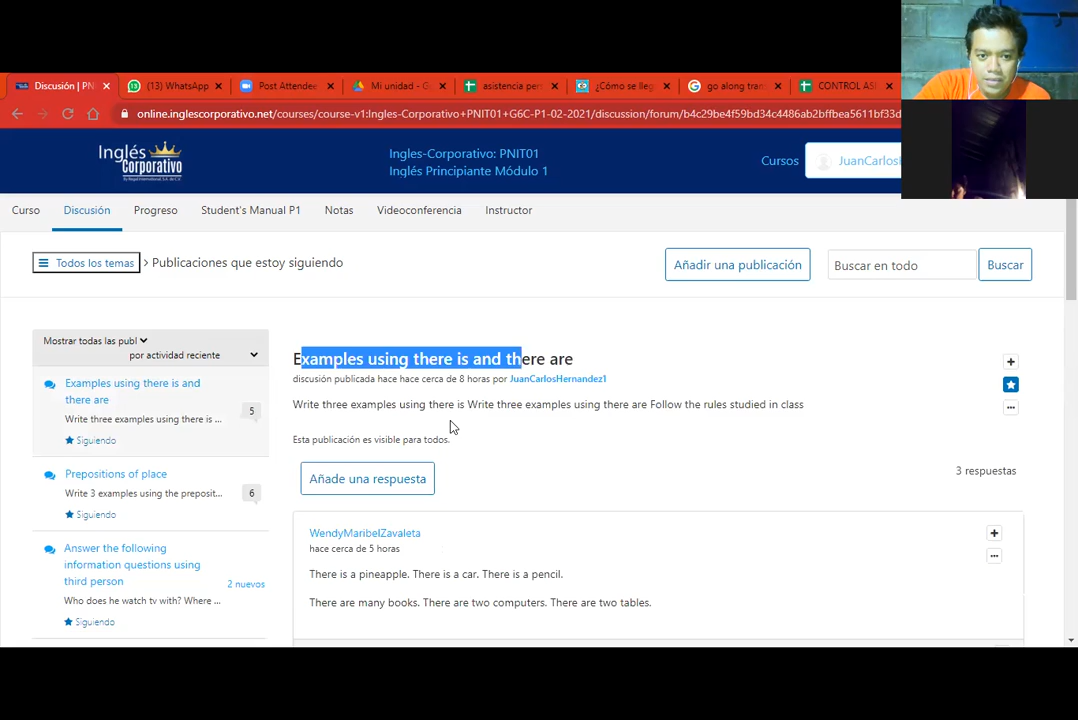 Discusión | PNI
(13) WhatsApp
Post Attende
Mi unidad - G
asistencia per
¿Cómo se lleg
go along tran
CONTROL ASI
online.inglescorporativo.net/courses/course-v1:Ingles-Corporativo+PNIT01+G6C-P1-02-2021/discussion/forum/b4c29be4f59bd34c4486ab2bffbea5611bf33d
Inglés
Corporativo
Ingles-Corporativo: PNIT01
Inglés Principiante Módulo 1
Cursos
JuanCarlosH
Curso
Discusión
Progreso
Student's Manual P1
Notas
Videoconferencia
Instructor
Todos los temas > Publicaciones que estoy siguiendo
Añadir una publicación
Buscar en todo
Buscar
Mostrar todas las publ
por actividad reciente
Examples using there is and
there are
5
Write three examples using there is ...
Siguiendo
Prepositions of place
Write 3 examples using the preposit...
6
Siguiendo
Answer the following
information questions using
third person
2 nuevos
Who does he watch tv with? Where ...
Siguiendo
Examples using there is and there are
discusión publicada hace hace cerca de 8 horas por JuanCarlosHernandez1
Write three examples using there is Write three examples using there are Follow the rules studied in class
Esta publicación es visible para todos.
Añade una respuesta
3 respuestas
WendyMaribelZavaleta
hace cerca de 5 horas
There is a pineapple. There is a car. There is a pencil.
There are many books. There are two computers. There are two tables.